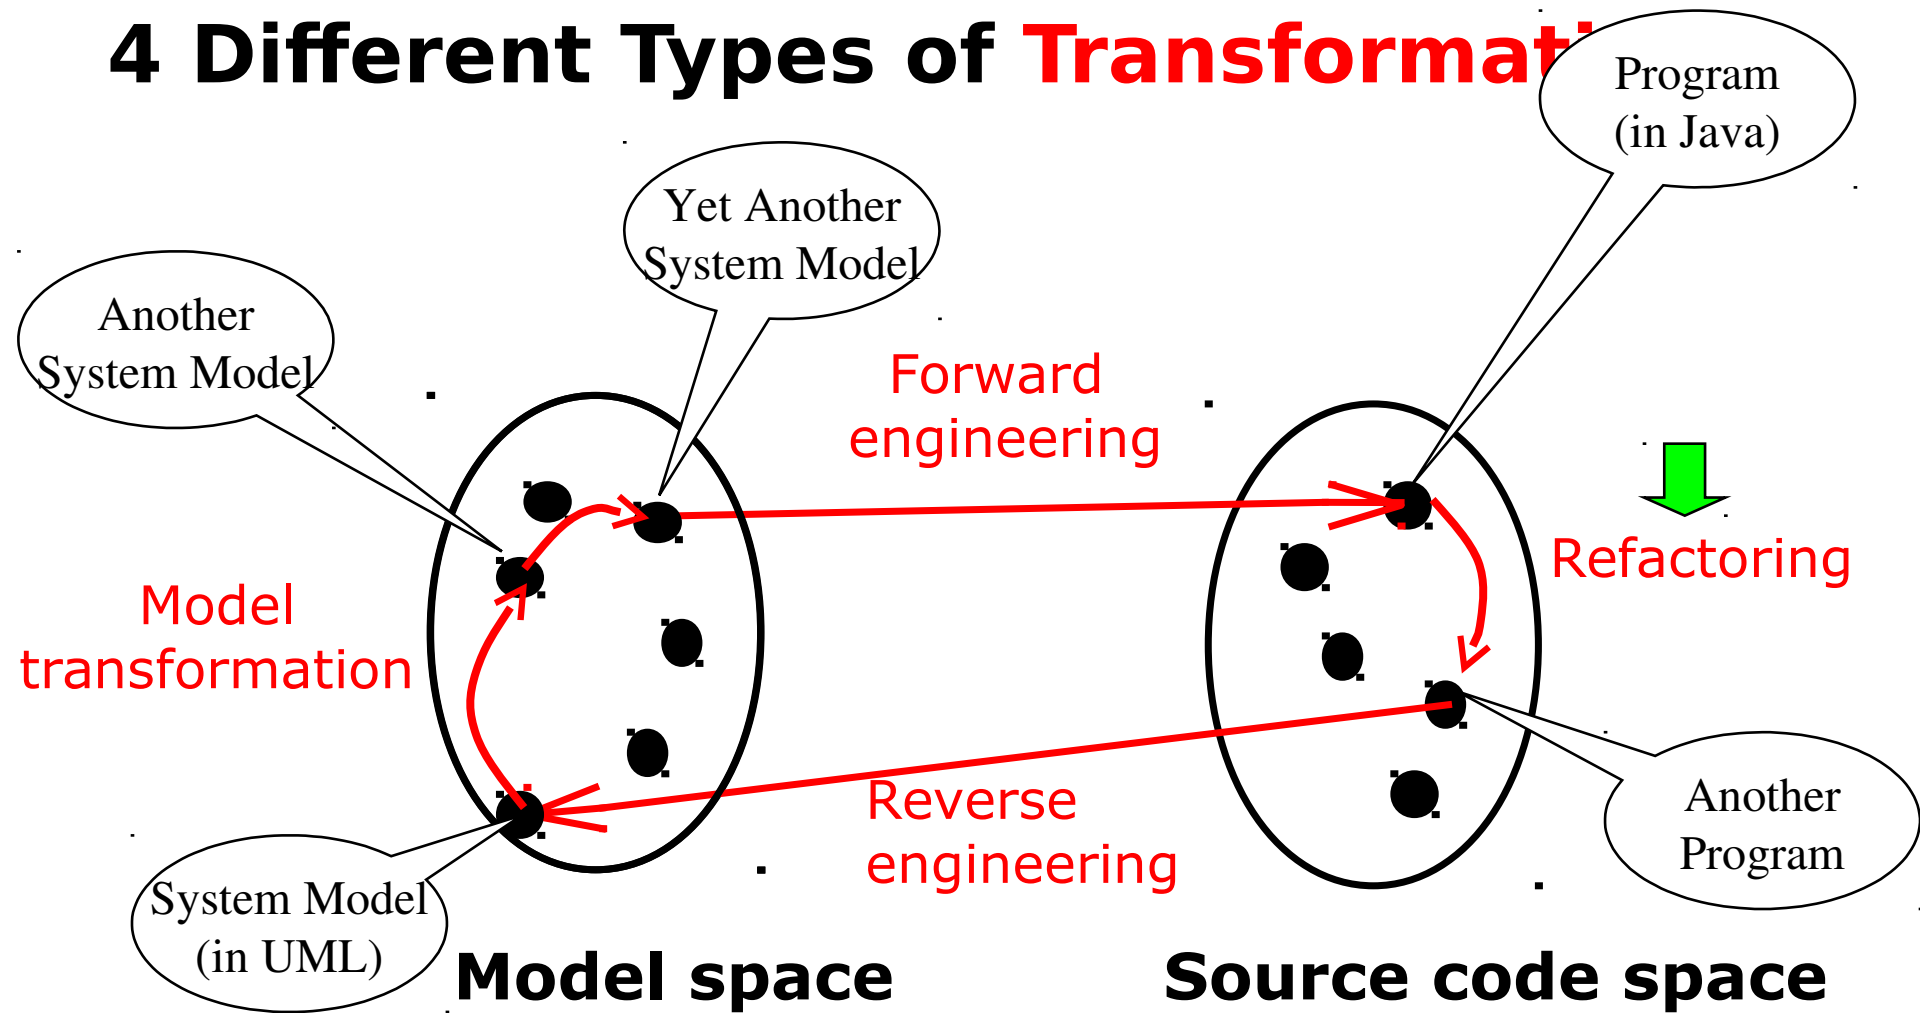 4 Different Types of Transformati
Program
(in Java)
Yet Another
System Model
Another
System Model
Forward
engineering
Refactoring
Model
transformation
Reverse
engineering
Another
Program
System Model
(in UML)
Model space
Source code space